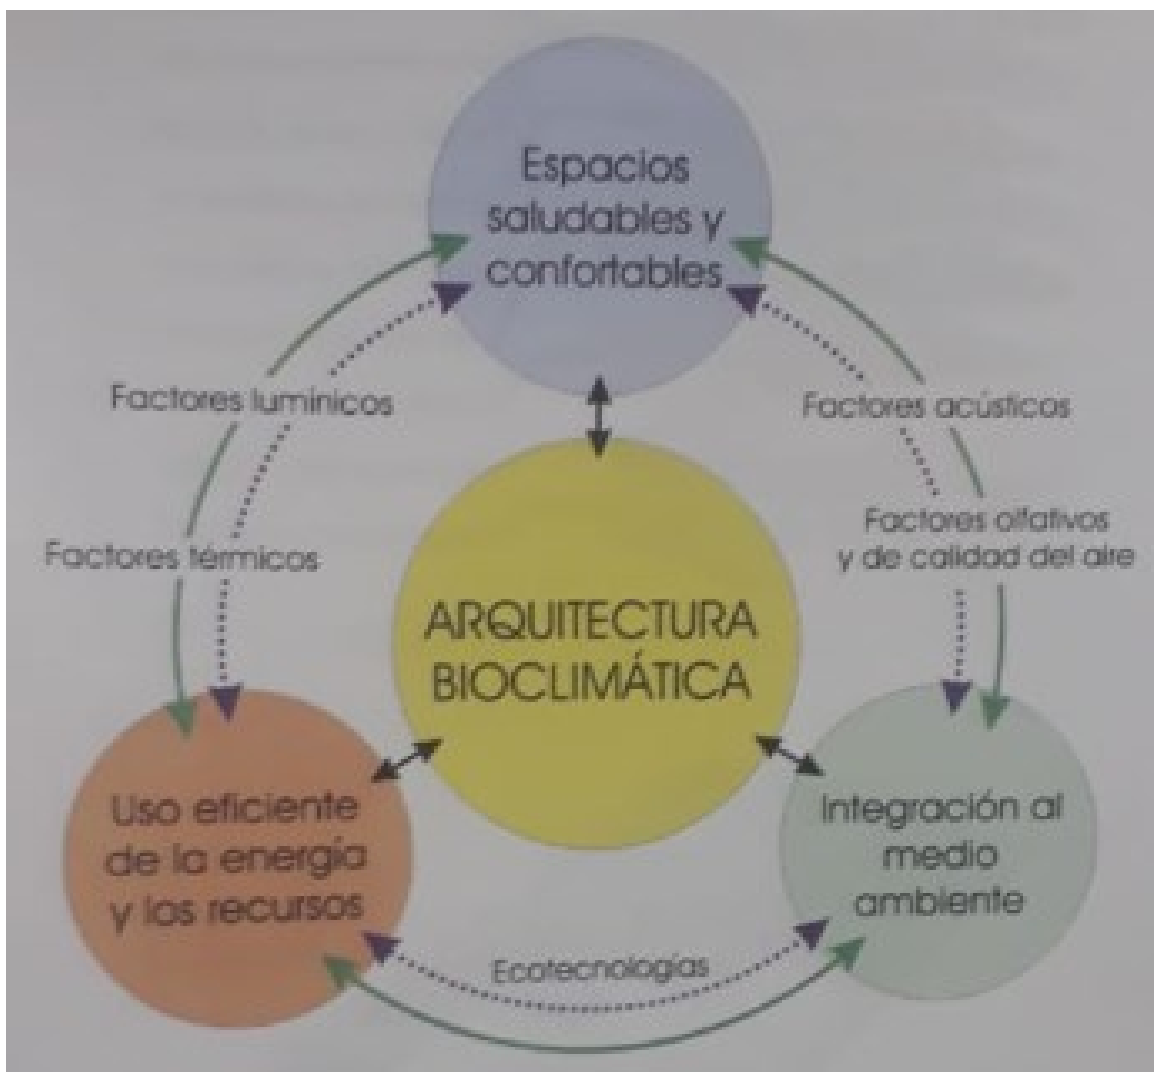 Espacios
saludables y
confortables
Factores lumínicos
Factores acústicos
Factores olfativos
y de calidad del aire
Factores térmicos
ARQUITECTURA
BIOCLIMÁTICA
Uso eficiente
de la energía
y los recursos
Integración al
medio
ambiente
Ecotecnologías